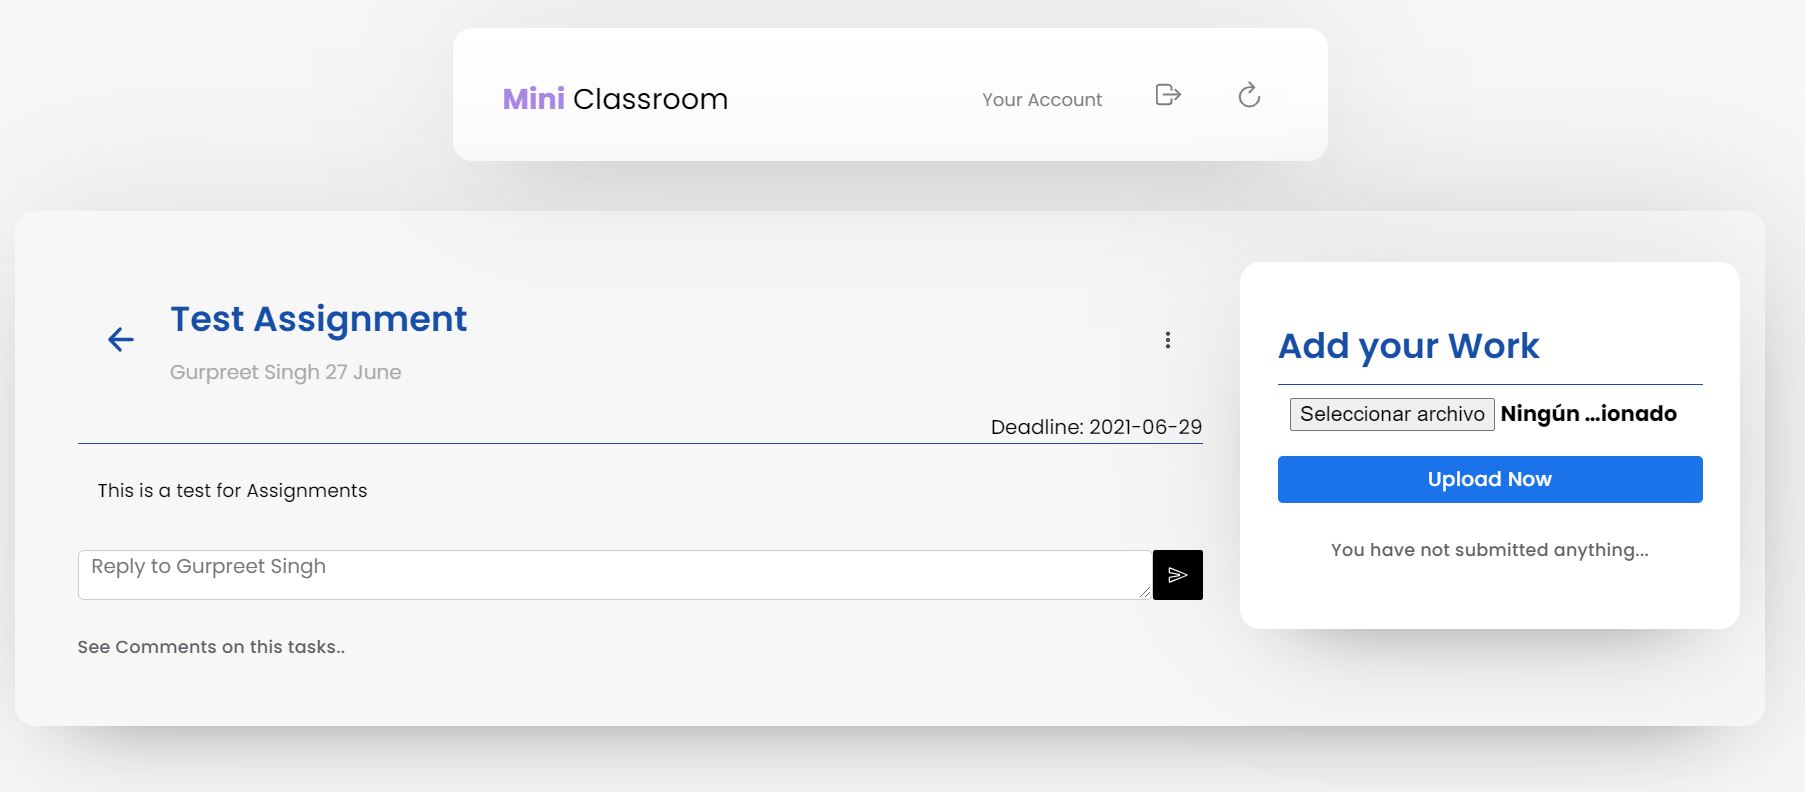 Mini Classroom
Your Account
Test Assignment
Gurpreet Singh 27 June
Deadline: 2021-06-29
This is a test for Assignments
Reply to Gurpreet Singh
See Comments on this tasks..
Add your Work
Seleccionar archivo Ningún ...ionado
Upload Now
You have not submitted anything...